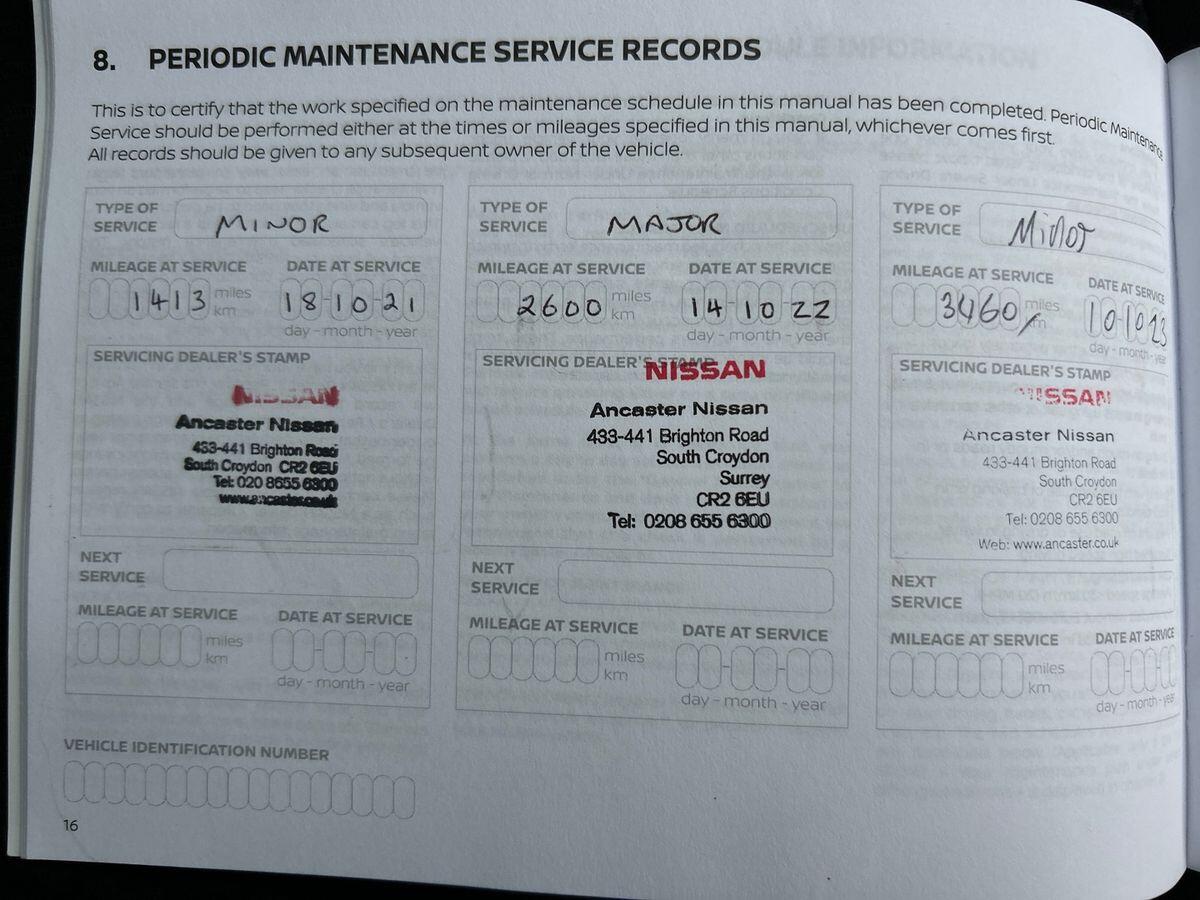 8. PERIODIC MAINTENANCE SERVICE RECORDS
This is to certify that the work specified on the maintenance schedule in this manual has been completed. Periodic Maintenance
Service should be performed either at the times or mileages specified in this manual, whichever comes first.
All records should be given to any subsequent owner of the vehicle.
TYPE OF
SERVICE MINOR
MILEAGE AT SERVICE DATE AT SERVICE
1413 miles
km 18-10-21
day - month - year
SERVICING DEALER'S STAMP
NISSAN
Ancaster Nissan
433-441 Brighton Road
South Croydon CR2 6EU
Tel: 020 8655 6300
www.ancaster.co.uk
NEXT
SERVICE
MILEAGE AT SERVICE DATE AT SERVICE
miles
km
day - month - year
TYPE OF
SERVICE MAJOR
MILEAGE AT SERVICE DATE AT SERVICE
2600 miles
km 14-10-22
day - month - year
SERVICING DEALER'S STAMP
NISSAN
Ancaster Nissan
433-441 Brighton Road
South Croydon
Surrey
CR2 6EU
Tel: 0208 655 6300
NEXT
SERVICE
MILEAGE AT SERVICE DATE AT SERVICE
miles
km
day - month - year
TYPE OF
SERVICE Minor
MILEAGE AT SERVICE DATE AT SERVICE
3460 miles
km 10-10-23
day - month - year
SERVICING DEALER'S STAMP
NISSAN
Ancaster Nissan
433-441 Brighton Road
South Croydon
CR2 6EU
Tel: 0208 655 6300
Web: www.ancaster.co.uk
NEXT
SERVICE
MILEAGE AT SERVICE DATE AT SERVICE
miles
km
day - month - year
VEHICLE IDENTIFICATION NUMBER
16